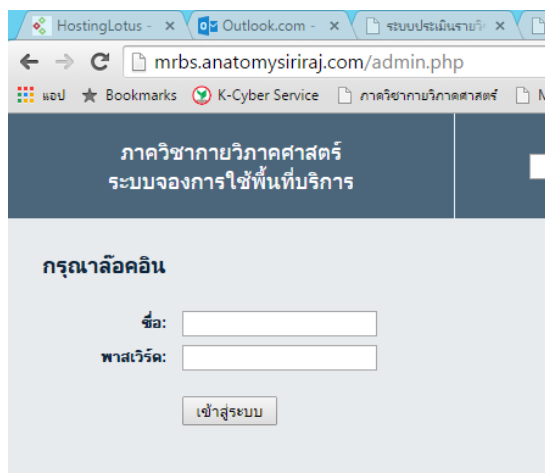 HostingLotus -
Outlook.com -
ระบบประเมินรายวิ
mrbs.anatomysiriraj.com/admin.php
แอป Bookmarks K-Cyber Service ภาควิชากายวิภาคศาสตร์
ภาควิชากายวิภาคศาสตร์
ระบบจองการใช้พื้นที่บริการ
กรุณาล๊อคอิน
ชื่อ:
พาสเวิร์ด:
เข้าสู่ระบบ